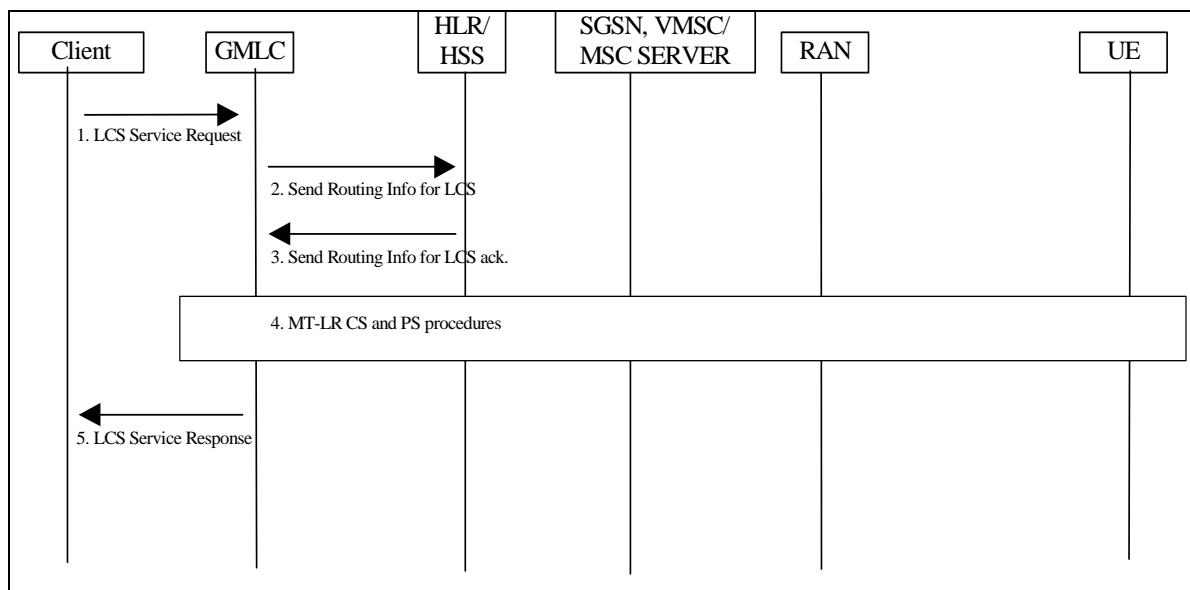 Client
GMLC
HLR/
HSS
SGSN, VMSC/
MSC SERVER
RAN
UE
1. LCS Service Request
2. Send Routing Info for LCS
3. Send Routing Info for LCS ack.
4. MT-LR CS and PS procedures
5. LCS Service Response